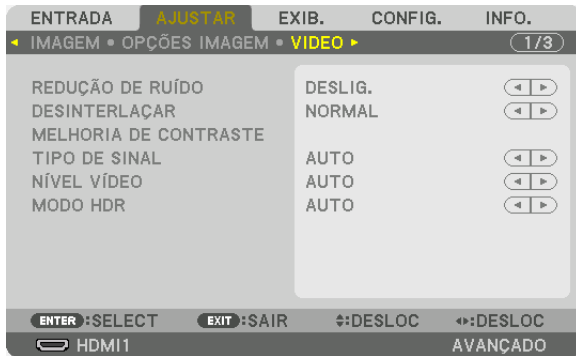 ENTRADA AJUSTAR EXIB. CONFIG. INFO.
IMAGEM • OPÇÕES IMAGEM • VIDEO 1/3
REDUÇÃO DE RUÍDO DESLIG.
DESINTERLAÇAR NORMAL
MELHORIA DE CONTRASTE
TIPO DE SINAL AUTO
NÍVEL VÍDEO AUTO
MODO HDR AUTO
ENTER :SELECT EXIT :SAIR :DESLOC :DESLOC
HDMI1 AVANÇADO